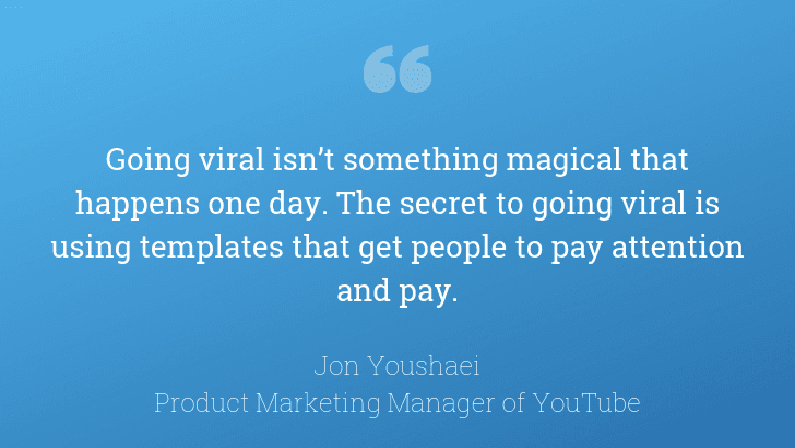 Going viral isn’t something magical that
happens one day. The secret to going viral is
using templates that get people to pay attention
and pay.
Jon Youshaei
Product Marketing Manager of YouTube